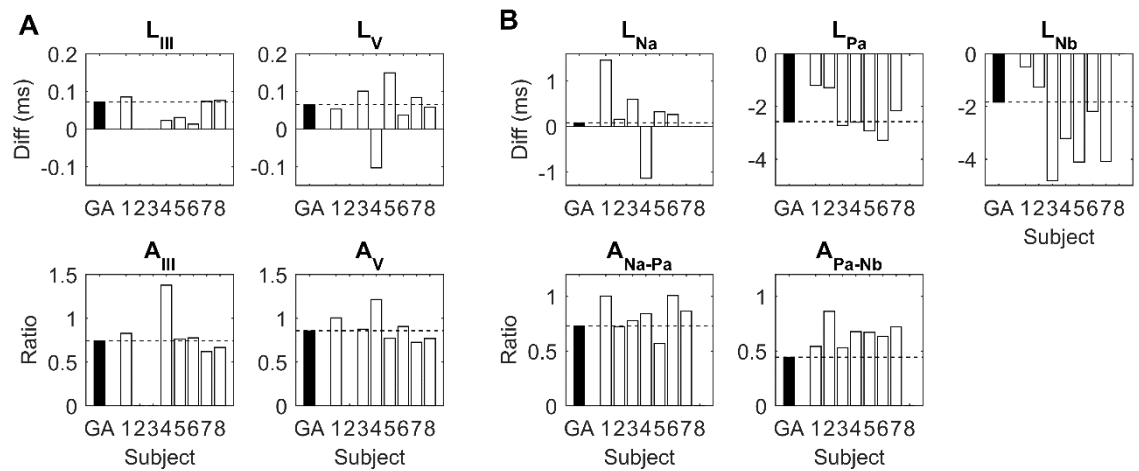 A
B
L_III
L_V
L_Na
L_Pa
L_Nb
Diff (ms)
0.2
0.1
0
-0.1
GA 12345678
0.2
0.1
0
-0.1
GA 12345678
Diff (ms)
1
0
-1
GA 12345678
0
-2
-4
GA 12345678
0
-2
-4
GA 12345678
Subject
A_III
A_V
A_Na-Pa
A_Pa-Nb
Ratio
1.5
1
0.5
0
GA 12345678
Subject
1.5
1
0.5
0
GA 12345678
Subject
Ratio
1
0.5
0
GA 12345678
Subject
1
0.5
0
GA 12345678
Subject